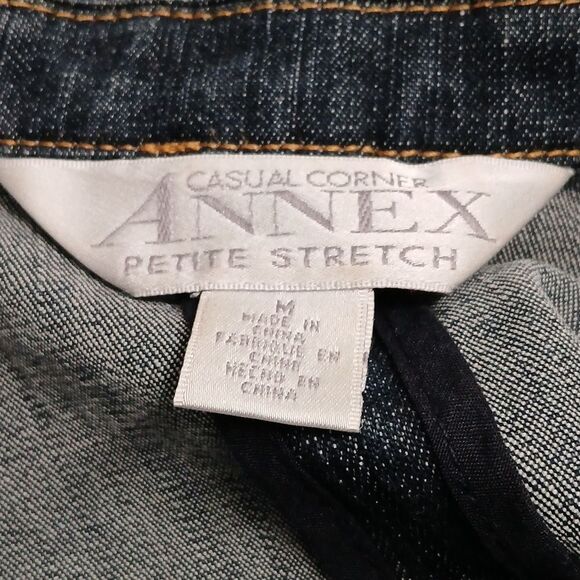 CASUAL CORNER
ANNEX
PETITE STRETCH
M
MADE IN
CHINA
FABRIQUE EN
CHINE
HECHO EN
CHINA